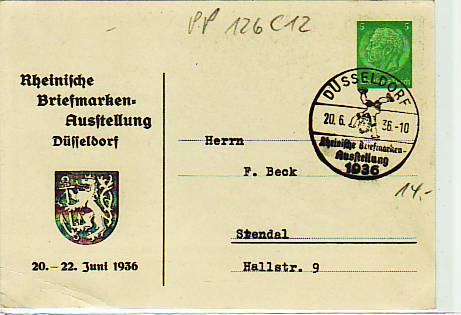 PP 126 C12
Rheinische
Briefmarken-
Ausstellung
Düsseldorf
20.–22. Juni 1936
5 5
DÜSSELDORF
20.6. 36.-10
Rheinische Briefmarken-
Ausstellung
1936
14.-
Herrn
F. Beck
Stendal
Hallstr. 9